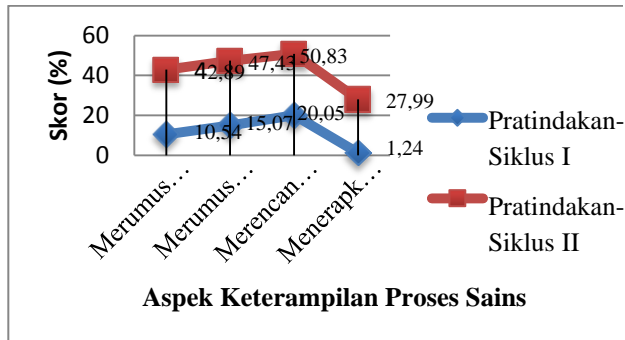 Skor (%)
60
40
20
0
42,89
47,43
50,83
27,99
10,54
15,07
20,05
1,24
Merumus...
Merumus...
Merencan...
Menerapk...
Aspek Keterampilan Proses Sains
Pratindakan-
Siklus I
Pratindakan-
Siklus II